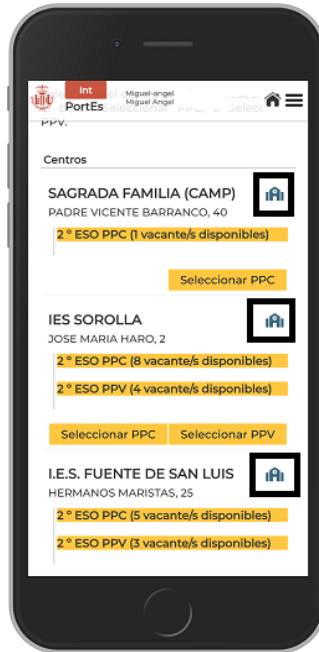 Int
PortEs
Miguel-angel
Miguel Angel
PPV.
Centros
SAGRADA FAMILIA (CAMP)
PADRE VICENTE BARRANCO, 40
2 º ESO PPC (1 vacante/s disponibles)
Seleccionar PPC
IES SOROLLA
JOSE MARIA HARO, 2
2 º ESO PPC (8 vacante/s disponibles)
2 º ESO PPV (4 vacante/s disponibles)
Seleccionar PPC Seleccionar PPV
I.E.S. FUENTE DE SAN LUIS
HERMANOS MARISTAS, 25
2 º ESO PPC (5 vacante/s disponibles)
2 º ESO PPV (3 vacante/s disponibles)